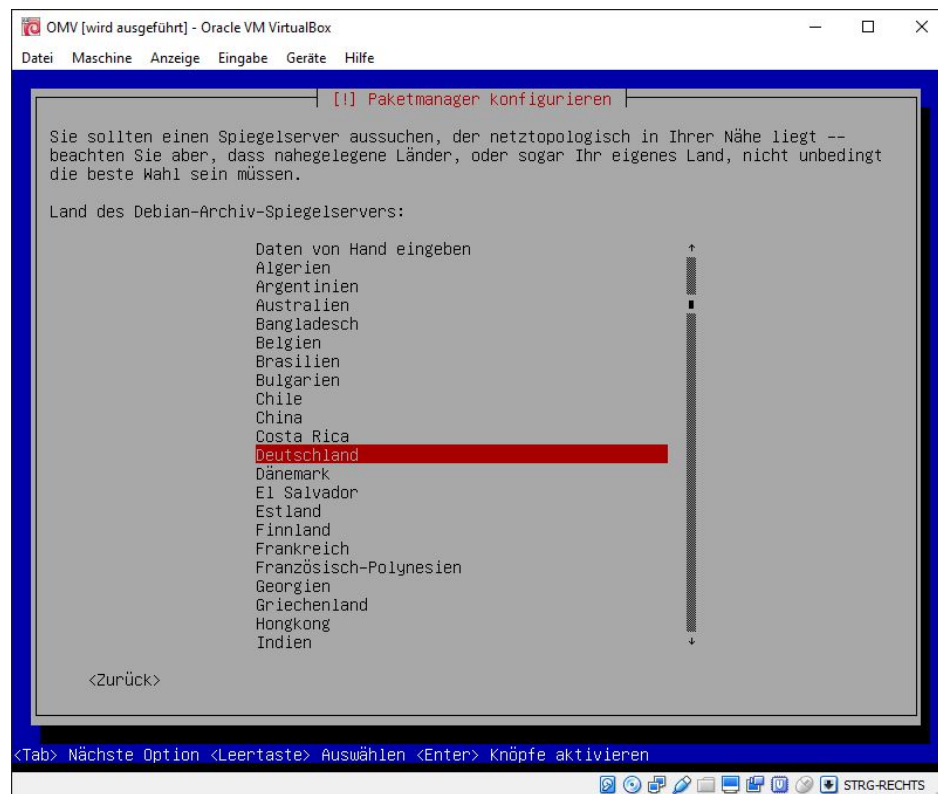 OMV [wird ausgeführt] - Oracle VM VirtualBox
Datei Maschine Anzeige Eingabe Geräte Hilfe
[!] Paketmanager konfigurieren
Sie sollten einen Spiegelserver aussuchen, der netztopologisch in Ihrer Nähe liegt --
beachten Sie aber, dass nahegelegene Länder, oder sogar Ihr eigenes Land, nicht unbedingt
die beste Wahl sein müssen.
Land des Debian-Archiv-Spiegelservers:
Daten von Hand eingeben
Algerien
Argentinien
Australien
Bangladesch
Belgien
Brasilien
Bulgarien
Chile
China
Costa Rica
Deutschland
Dänemark
El Salvador
Estland
Finnland
Frankreich
Französisch-Polynesien
Georgien
Griechenland
Hongkong
Indien
<Zurück>
<Tab> Nächste Option <Leertaste> Auswählen <Enter> Knöpfe aktivieren
STRG-RECHTS